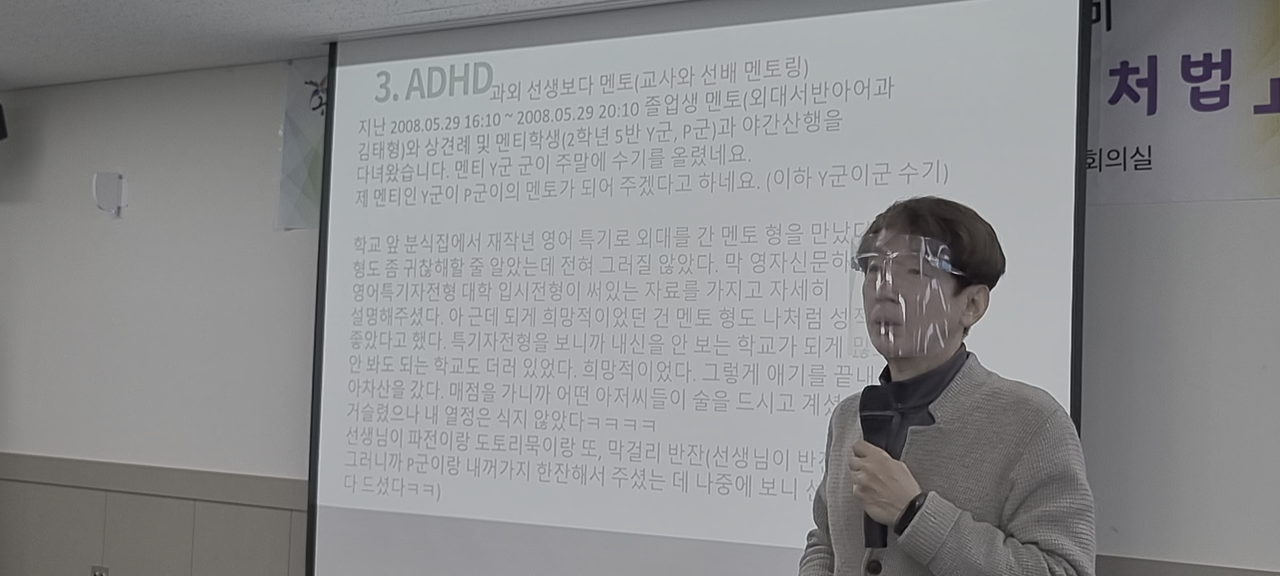 3. ADHD과외 선생보다 멘토(교사와 선배 멘토링)
지난 2008.05.29 16:10 ~ 2008.05.29 20:10 졸업생 멘토(외대서반아어과
김태형)와 상견례 및 멘티학생(2학년 5반 Y군, P군)과 야간산행을
다녀왔습니다. 멘티 Y군 군이 주말에 수기를 올렸네요.
제 멘티인 Y군이 P군이의 멘토가 되어 주겠다고 하네요. (이하 Y군이군 수기)
학교 앞 분식집에서 재작년 영어 특기로 외대를 간 멘토 형을 만났다
형도 좀 귀찮해할 줄 알았는데 전혀 그러질 않았다. 막 영자신문하
영어특기자전형 대학 입시전형이 써있는 자료를 가지고 자세히
설명해주셨다. 아 근데 되게 희망적이었던 건 멘토 형도 나처럼
좋았다고 했다. 특기자전형을 보니까 내신을 안 보는 학교가 되게
안 봐도 되는 학교도 더러 있었다. 희망적이었다. 그렇게 얘기를 끝내
아차산을 갔다. 매점을 가니까 어떤 아저씨들이 술을 드시고 계셨
거슬렸으나 내 열정은 식지 않았다ㅋㅋㅋㅋ
선생님이 파전이랑 도토리묵이랑 또, 막걸리 반잔(선생님이
그러니까 P군이랑 내꺼가지 한잔해서 주셨는 데 나중에 보니
다 드셨다ㅋㅋ)
처법
회의실